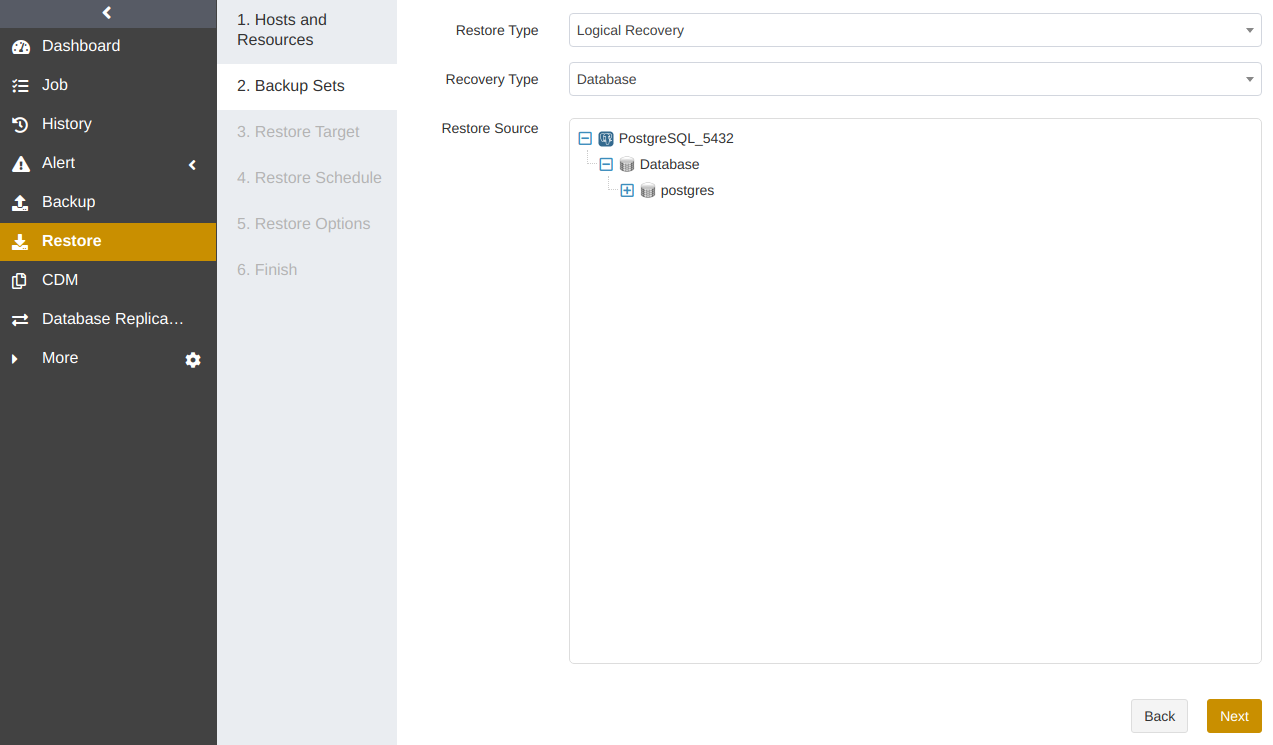 Dashboard
Job
History
Alert
Backup
Restore
CDM
Database Replica...
More
1. Hosts and
Resources
2. Backup Sets
3. Restore Target
4. Restore Schedule
5. Restore Options
6. Finish
Restore Type
Logical Recovery
Recovery Type
Database
Restore Source
PostgreSQL_5432
Database
postgres
Back
Next